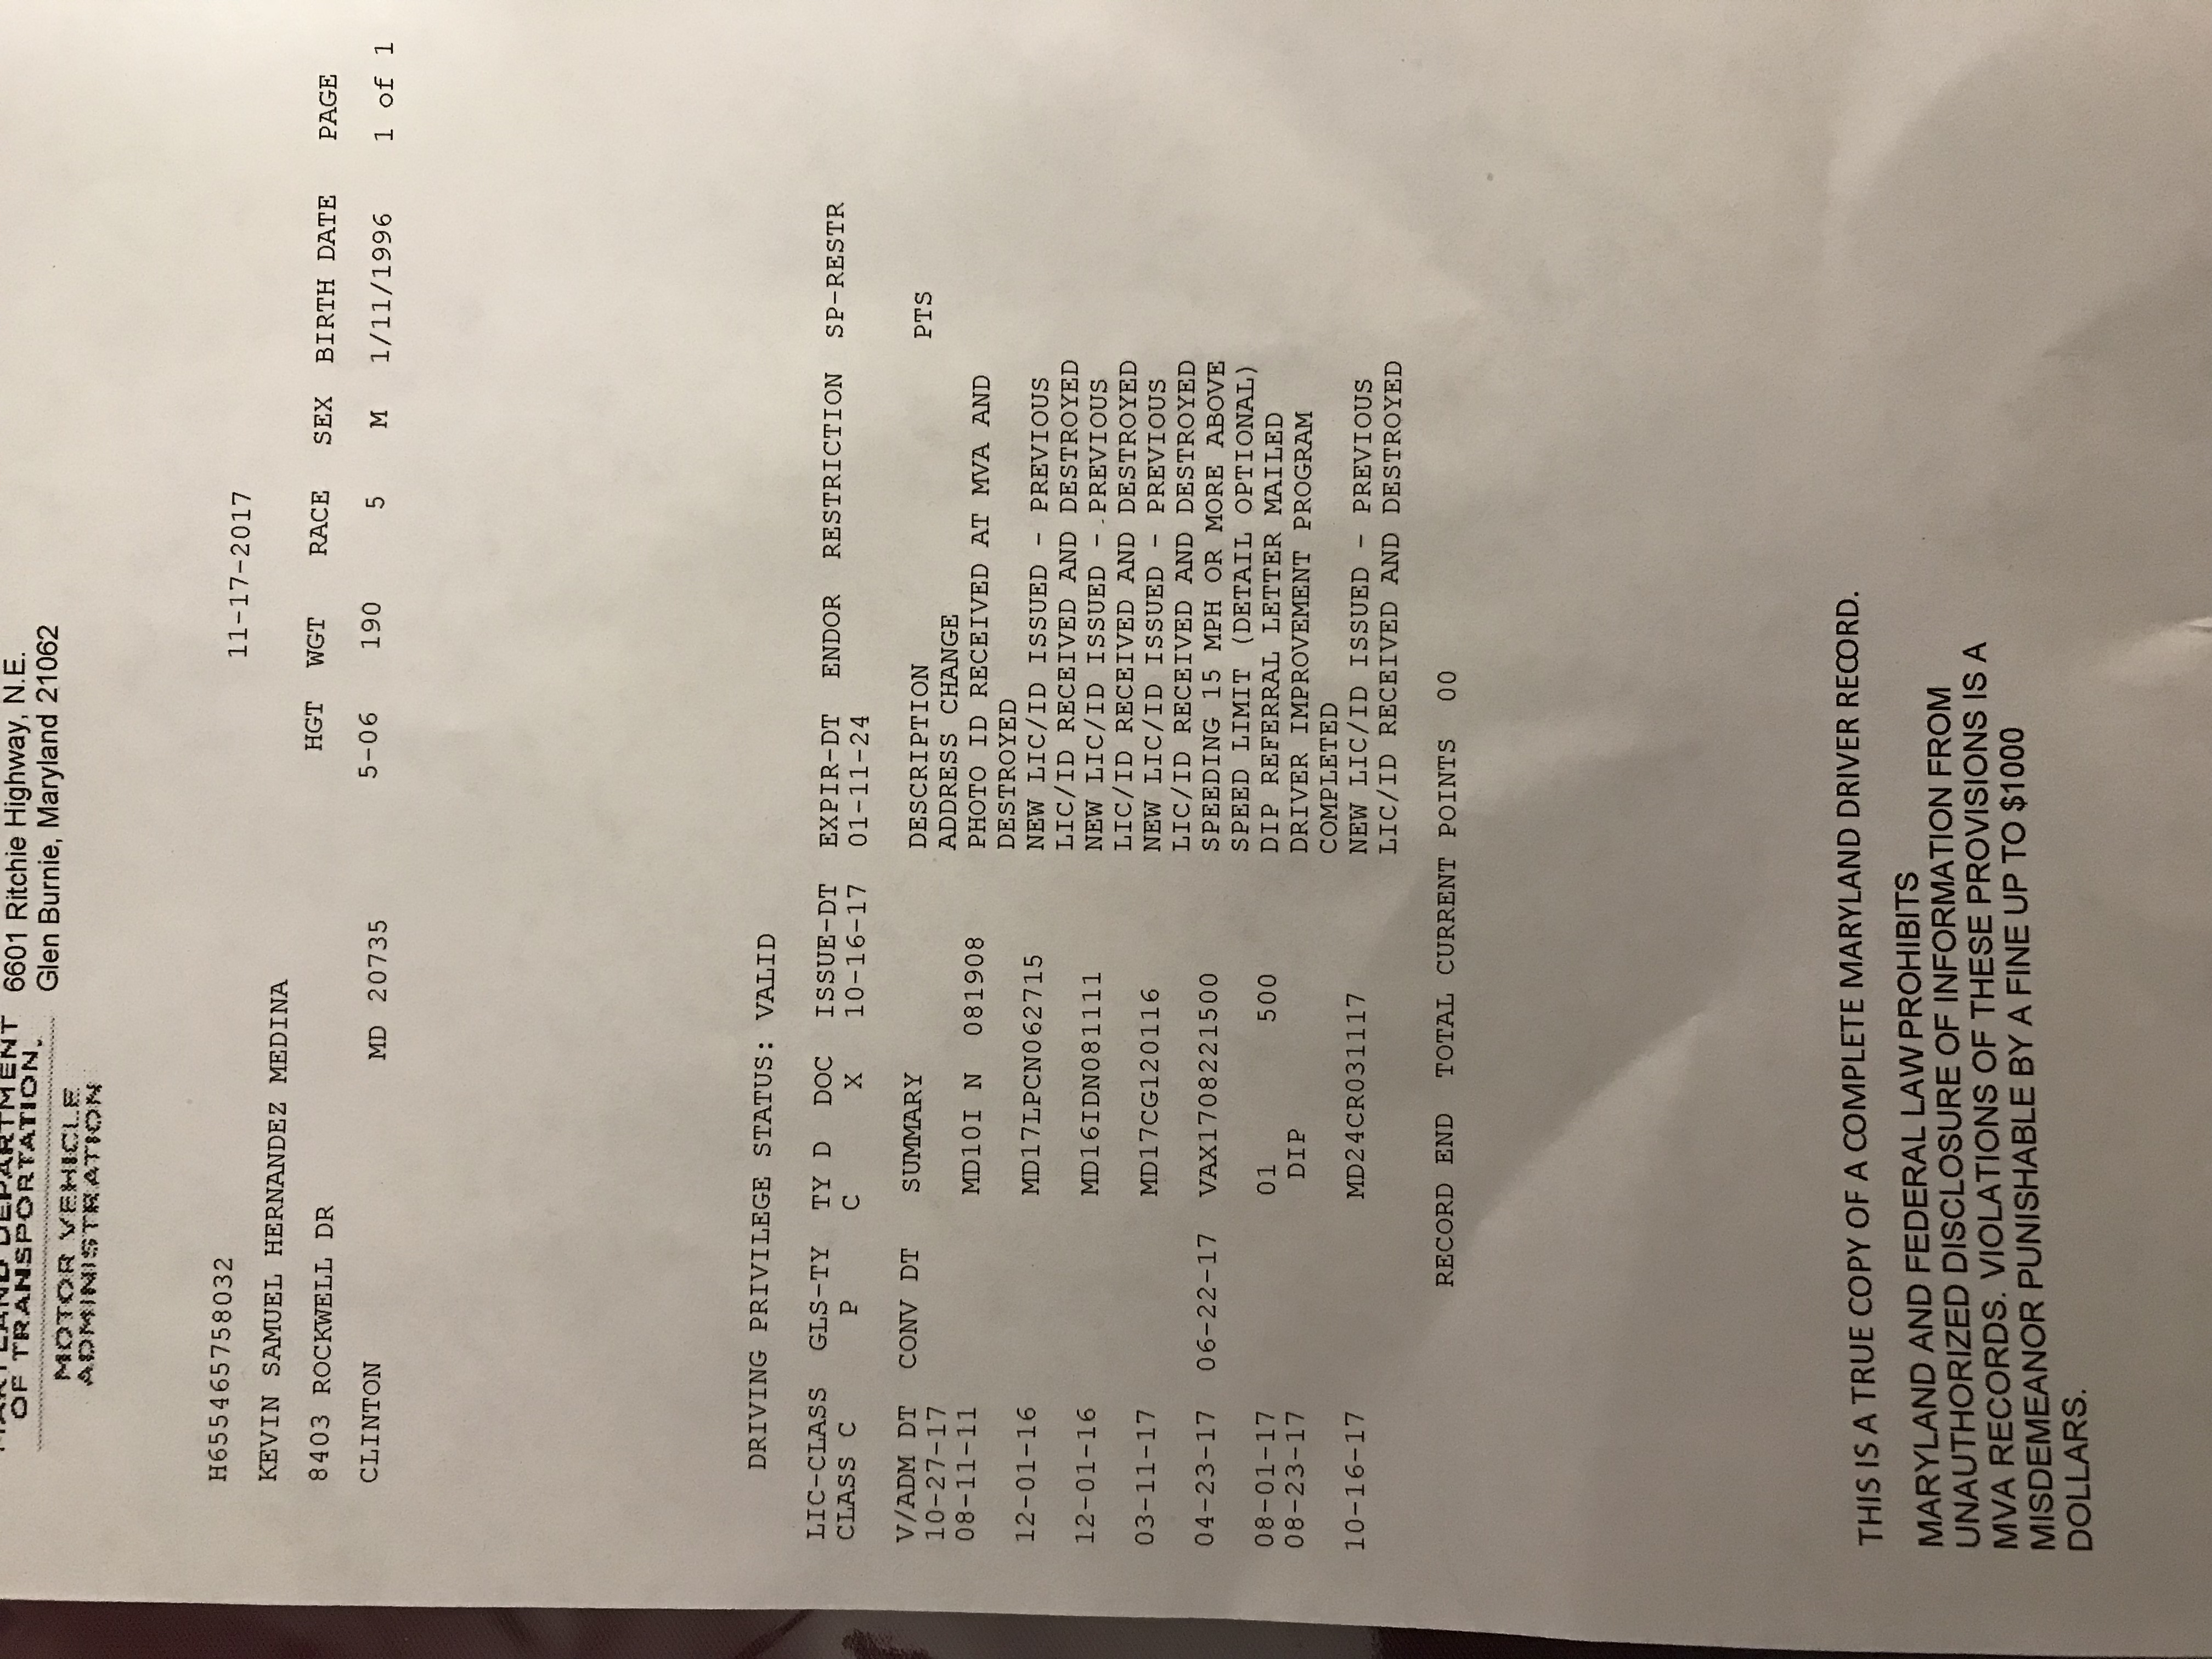 MARYLAND DEPARTMENT
OF TRANSPORTATION.
MOTOR VEHICLE
ADMINISTRATION
6601 Ritchie Highway, N.E.
Glen Burnie, Maryland 21062
H655465758032 11-17-2017
KEVIN SAMUEL HERNANDEZ MEDINA
8403 ROCKWELL DR HGT WGT RACE SEX BIRTH DATE PAGE
CLINTON MD 20735 5-06 190 5 M 1/11/1996 1 of 1
DRIVING PRIVILEGE STATUS: VALID
LIC-CLASS GLS-TY TY D DOC ISSUE-DT EXPIR-DT ENDOR RESTRICTION SP-RESTR
CLASS C P C X 10-16-17 01-11-24
V/ADM DT CONV DT SUMMARY DESCRIPTION PTS
10-27-17 ADDRESS CHANGE
08-11-11 MD10I N 081908 PHOTO ID RECEIVED AT MVA AND
DESTROYED
12-01-16 MD17LPCN062715 NEW LIC/ID ISSUED - PREVIOUS
LIC/ID RECEIVED AND DESTROYED
12-01-16 MD16IDN081111 NEW LIC/ID ISSUED - PREVIOUS
LIC/ID RECEIVED AND DESTROYED
03-11-17 MD17CG120116 NEW LIC/ID ISSUED - PREVIOUS
LIC/ID RECEIVED AND DESTROYED
04-23-17 06-22-17 VAX1708221500 SPEEDING 15 MPH OR MORE ABOVE
SPEED LIMIT (DETAIL OPTIONAL)
08-01-17 01 500 DIP REFERRAL LETTER MAILED
08-23-17 DIP DRIVER IMPROVEMENT PROGRAM
COMPLETED
10-16-17 MD24CR031117 NEW LIC/ID ISSUED - PREVIOUS
LIC/ID RECEIVED AND DESTROYED
RECORD END TOTAL CURRENT POINTS 00
THIS IS A TRUE COPY OF A COMPLETE MARYLAND DRIVER RECORD.
MARYLAND AND FEDERAL LAW PROHIBITS
UNAUTHORIZED DISCLOSURE OF INFORMATION FROM
MVA RECORDS. VIOLATIONS OF THESE PROVISIONS IS A
MISDEMEANOR PUNISHABLE BY A FINE UP TO $1000
DOLLARS.